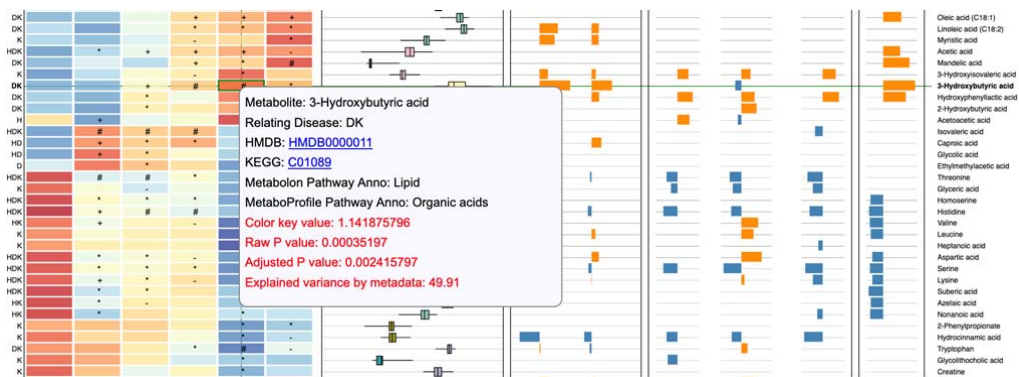 DK + + + Oleic acid (C18:1)
DK * * * Linoleic acid (C18:2)
K - * Myristic acid
HDK * + + + - Acetic acid
DK + * # Mandelic acid
K - * 3-Hydroxyisovaleric acid
DK + # # * 3-Hydroxybutyric acid
DK * Hydroxyphenyllactic acid
DK * 2-Hydroxybutyric acid
H + Acetoacetic acid
HDK # # # Isovaleric acid
HD + * * Caproic acid
HD + * Glycolic acid
D * Ethylmethylacetic acid
HDK # # * Threonine
K - Glyceric acid
HDK * * * Homoserine
HDK + # # Histidine
HK + - Valine
K Leucine
K Heptanoic acid
HDK * * - Aspartic acid
HDK * * * Serine
HDK + * - Lysine
HDK * * Suberic acid
HK * - Azelaic acid
HK * * Nonanoic acid
K * * 2-Phenylpropionate
K * - Hydrocinnamic acid
DK * # - Tryptophan
K * Glycolithocholic acid
K * Creatine
Metabolite: 3-Hydroxybutyric acid
Relating Disease: DK
HMDB: HMDB0000011
KEGG: C01089
Metabolon Pathway Anno: Lipid
MetaboProfile Pathway Anno: Organic acids
Color key value: 1.141875796
Raw P value: 0.00035197
Adjusted P value: 0.002415797
Explained variance by metadata: 49.91